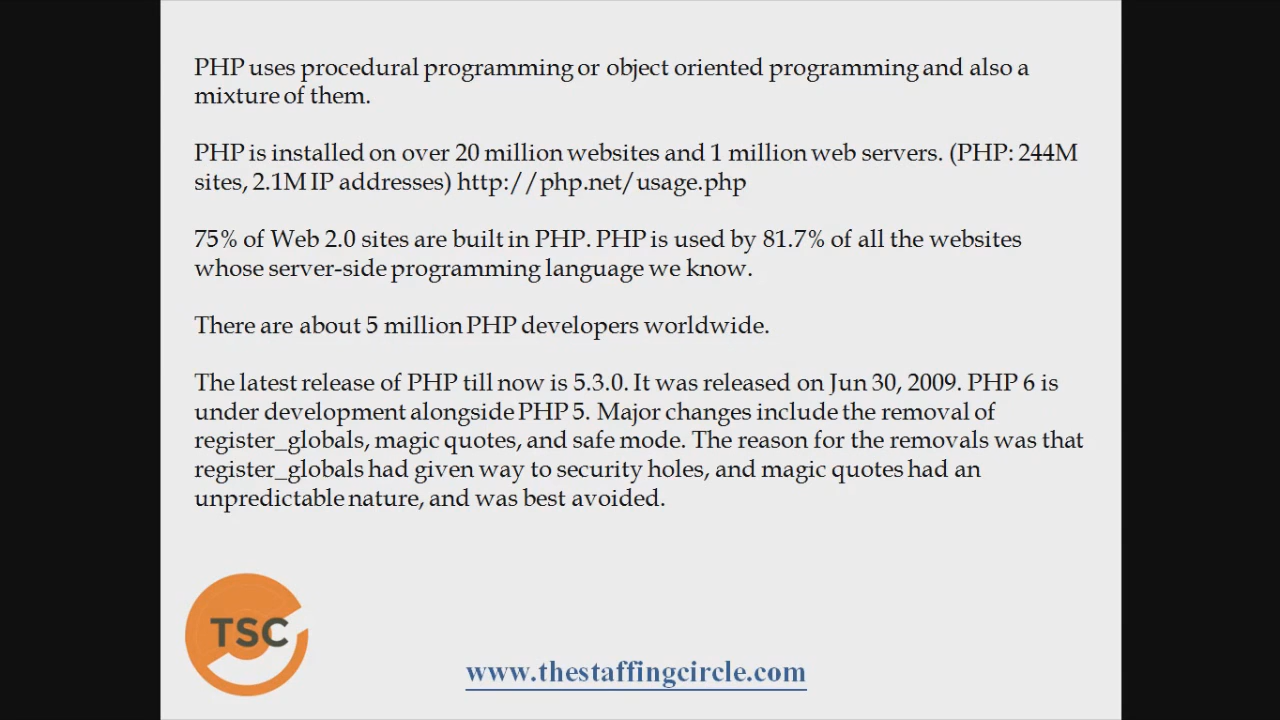 PHP uses procedural programming or object oriented programming and also a
mixture of them.
PHP is installed on over 20 million websites and 1 million web servers. (PHP: 244M
sites, 2.1M IP addresses) http://php.net/usage.php
75% of Web 2.0 sites are built in PHP. PHP is used by 81.7% of all the websites
whose server-side programming language we know.
There are about 5 million PHP developers worldwide.
The latest release of PHP till now is 5.3.0. It was released on Jun 30, 2009. PHP 6 is
under development alongside PHP 5. Major changes include the removal of
register_globals, magic quotes, and safe mode. The reason for the removals was that
register_globals had given way to security holes, and magic quotes had an
unpredictable nature, and was best avoided.
TSC
www.thestaffingcircle.com